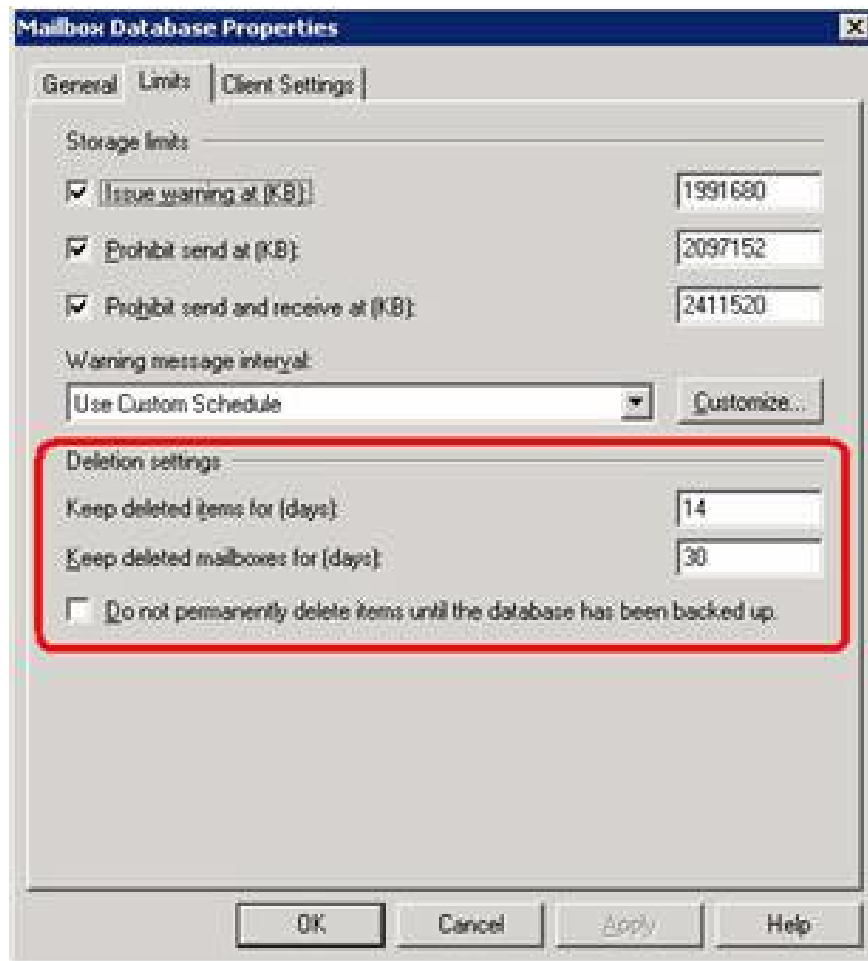 Mailbox Database Properties
General Limits Client Settings
Storage limits
Issue warning at (KB): 1991680
Prohibit send at (KB): 2097152
Prohibit send and receive at (KB): 2411520
Warning message interval:
Use Custom Schedule Customize...
Deletion settings
Keep deleted items for (days): 14
Keep deleted mailboxes for (days): 30
Do not permanently delete items until the database has been backed up.
OK Cancel Apply Help